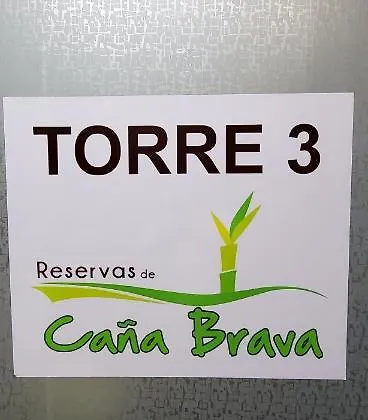 TORRE 3
Reservas de
Caña Brava